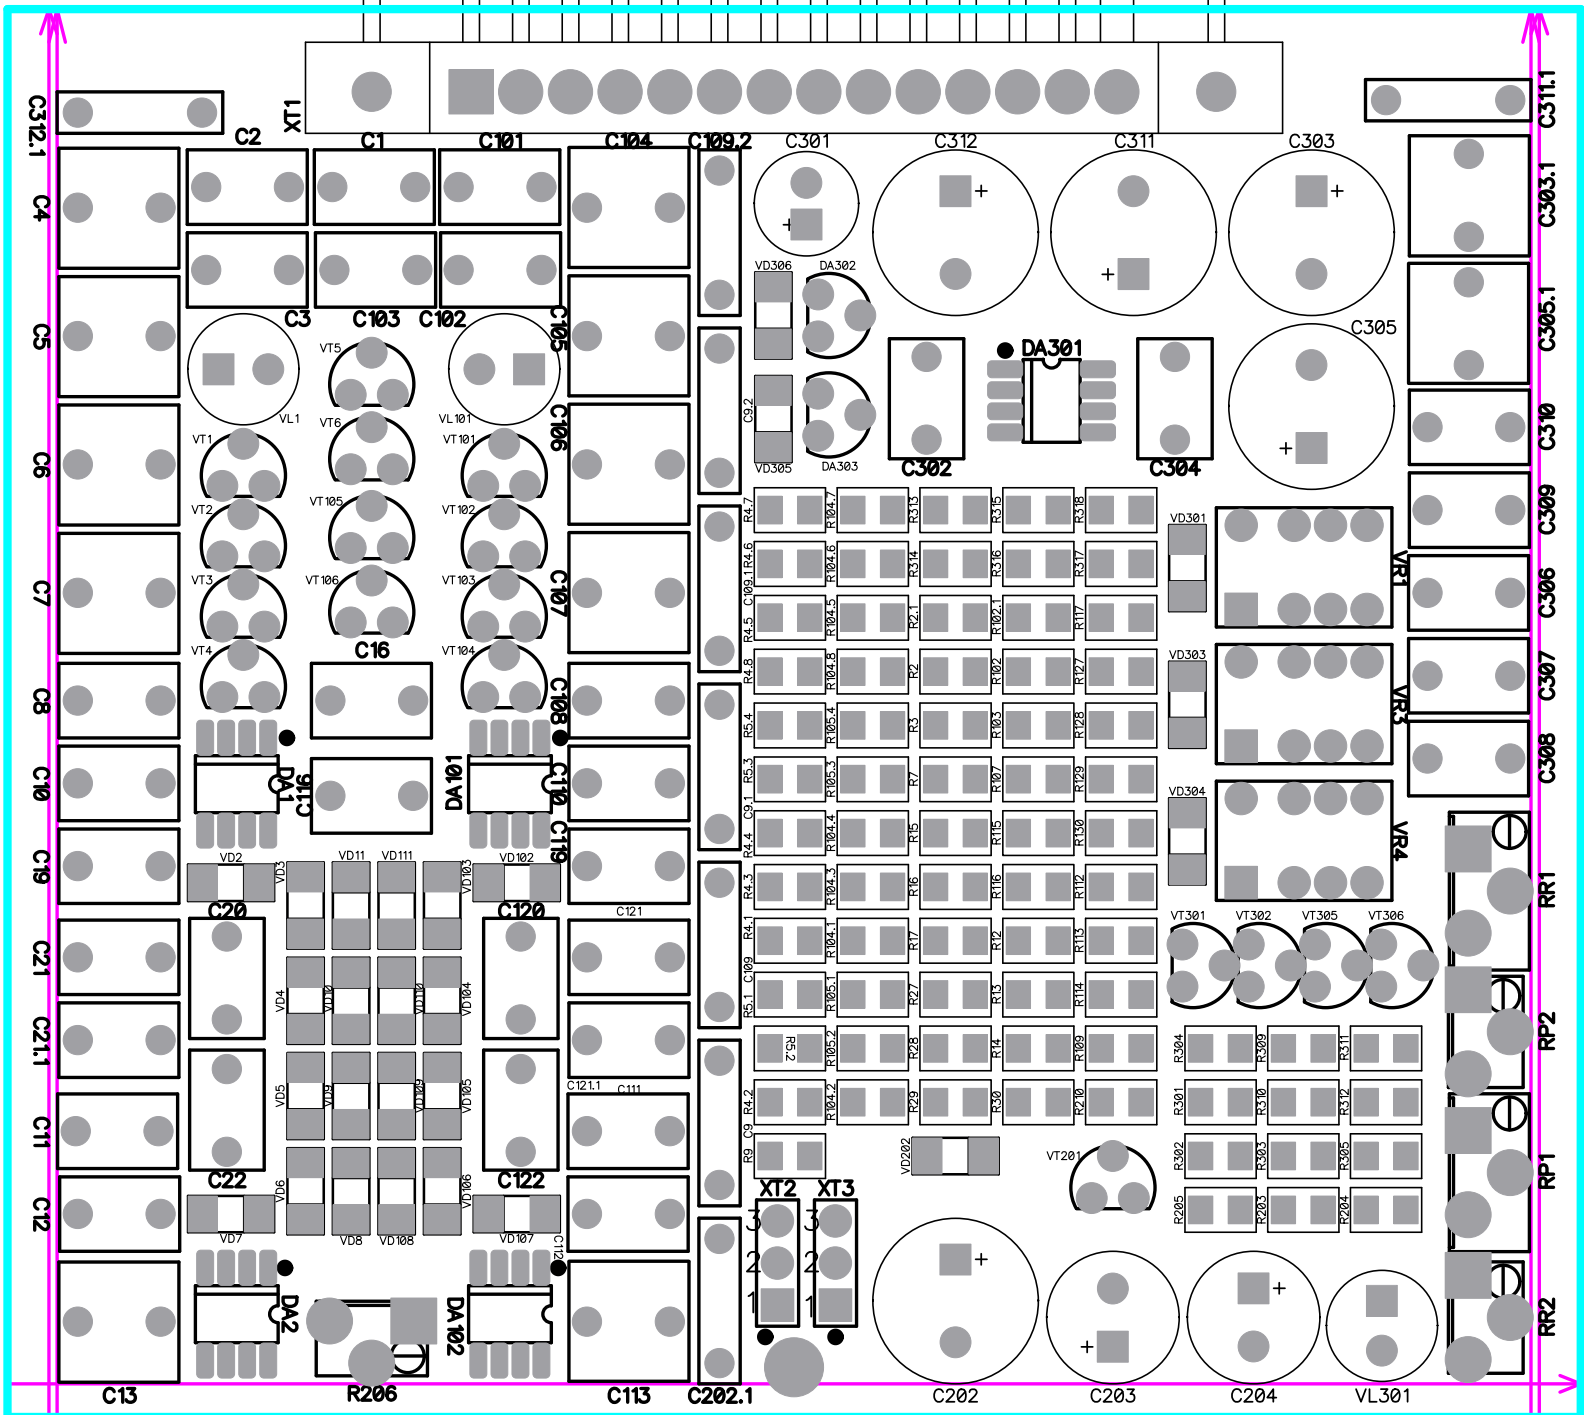 C312.1
C2
XT1
C1
C101
C104
C109.2
C301
C312
C311
C303
C311.1
C4
C303.1
VD306
DA302
C3
C103
C102
C105
C5
VT5
C305.1
DA301
C305
VL1
VT6
VL101
C106
C9.2
C310
VT1
VT101
C6
VD305
DA303
C302
C304
VT105
VT2
VT102
R4.7
R104.7
R313
R315
R318
VD301
C309
R4.6
R104.6
R314
R316
R317
VR1
VT3
VT106
VT103
C7
C107
C109.1
C306
R4.5
R104.5
R2.1
R102.1
R117
VT4
C16
VT104
R4.8
R104.8
R2
R102
R127
VD303
C307
C8
C108
R5.4
R105.4
R3
R103
R128
VR3
C10
DA1
C116
DA101
C110
R5.3
R105.3
R7
R107
R129
C308
C9.1
VD304
C19
C119
R4.4
R104.4
R15
R115
R130
VR4
VD2
VD3
VD11
VD111
VD103
VD102
R4.3
R104.3
R16
R116
R112
RR1
C20
C120
C121
VT301
VT302
VT305
VT306
R4.1
R104.1
R17
R12
R113
C21
C109
VD4
VD10
VD110
VD104
R5.1
R105.1
R27
R13
R114
C21.1
R5.2
R105.2
R28
R14
R109
R304
R309
R311
RP2
VD5
VD9
VD109
VD105
C121.1
C111
R4.2
R104.2
R29
R30
R210
R301
R310
R312
C11
C9
R9
VD202
VT201
R302
R303
R305
RP1
C22
C122
VD6
VD106
XT2
XT3
R205
R203
R204
C12
VD7
VD8
VD108
VD107
C112
3
3
2
2
1
1
DA2
DA102
RR2
C13
R206
C113
C202.1
C202
C203
C204
VL301